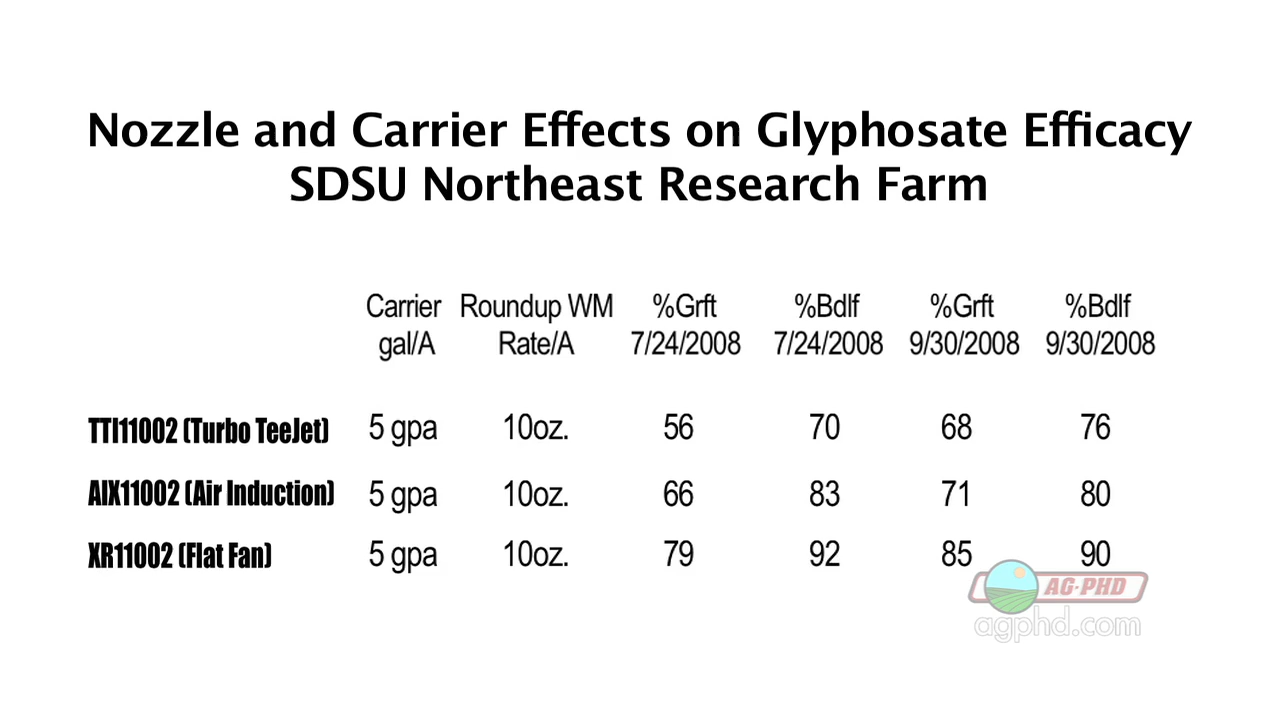 Nozzle and Carrier Effects on Glyphosate Efficacy
SDSU Northeast Research Farm
Carrier Roundup WM %Grft %Bdlf %Grft %Bdlf
gal/A Rate/A 7/24/2008 7/24/2008 9/30/2008 9/30/2008
TTI11002 (Turbo TeeJet) 5 gpa 10oz. 56 70 68 76
AIX11002 (Air Induction) 5 gpa 10oz. 66 83 71 80
XR11002 (Flat Fan) 5 gpa 10oz. 79 92 85 90
AG-PHD
agphd.com